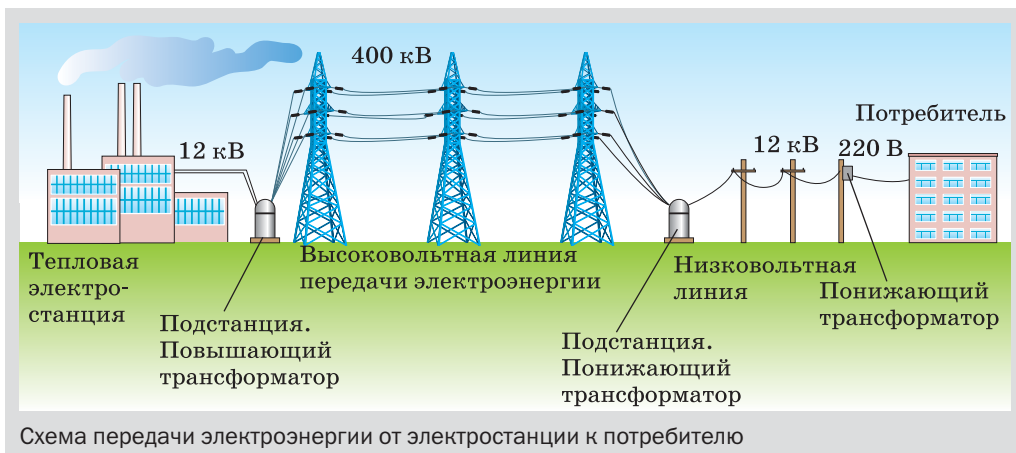 400 кВ
Потребитель
12 кВ
12 кВ
220 В
Тепловая
электро-
станция
Высоковольтная линия
передачи электроэнергии
Низковольтная
линия
Понижающий
трансформатор
Подстанция.
Повышающий
трансформатор
Подстанция.
Понижающий
трансформатор
Схема передачи электроэнергии от электростанции к потребителю